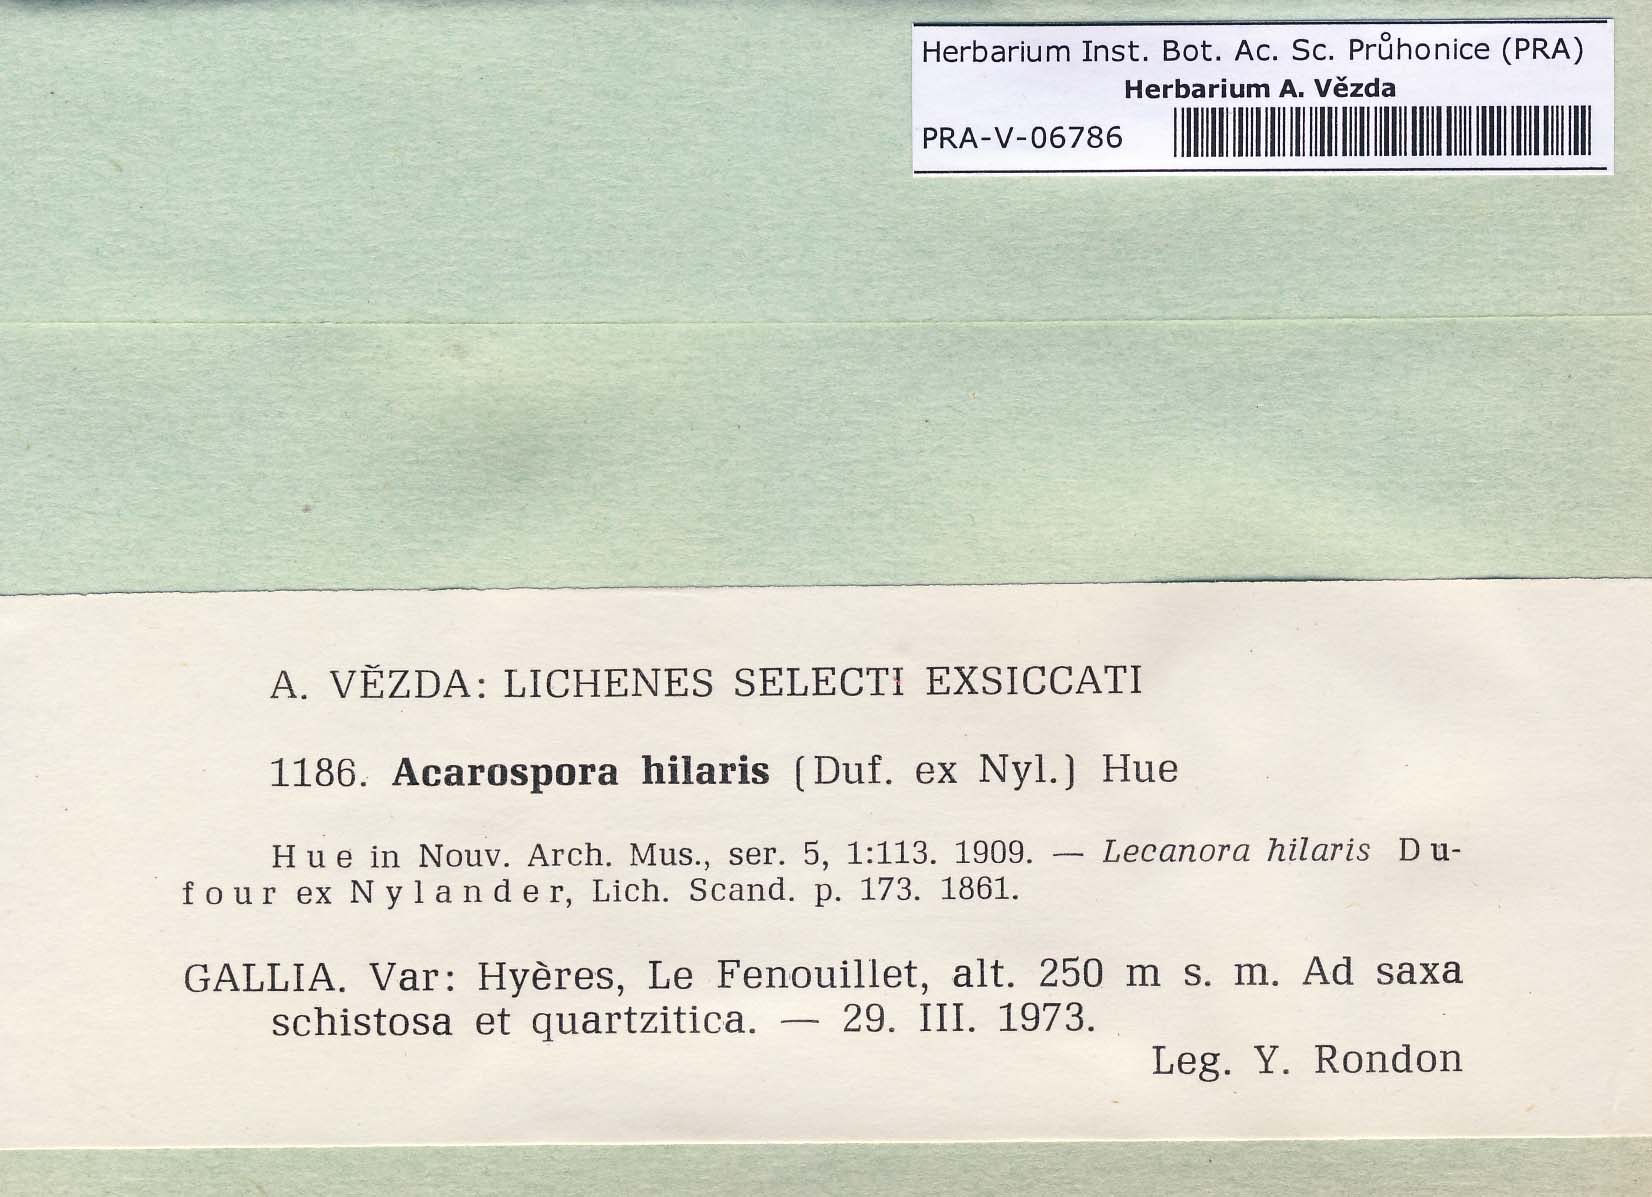 Herbarium Inst. Bot. Ac. Sc. Průhonice (PRA)
Herbarium A. Vězda
PRA-V-06786
A. VĚZDA: LICHENES SELECTI EXSICCATI
1186. Acarospora hilaris (Duf. ex Nyl.) Hue
Hue in Nouv. Arch. Mus., ser. 5, 1:113. 1909. — Lecanora hilaris Du-
four ex Nylander, Lich. Scand. p. 173. 1861.
GALLIA. Var: Hyères, Le Fenouillet, alt. 250 m s. m. Ad saxa
schistosa et quartzitica. — 29. III. 1973.
Leg. Y. Rondon